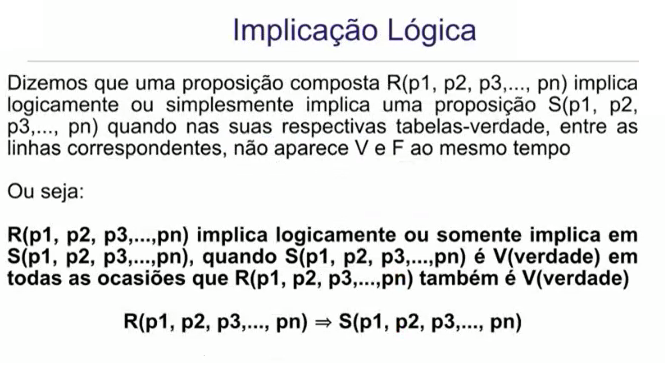 Implicação Lógica
Dizemos que uma proposição composta R(p1, p2, p3,..., pn) implica
logicamente ou simplesmente implica uma proposição S(p1, p2,
p3,..., pn) quando nas suas respectivas tabelas-verdade, entre as
linhas correspondentes, não aparece V e F ao mesmo tempo
Ou seja:
R(p1, p2, p3,...,pn) implica logicamente ou somente implica em
S(p1, p2, p3,...,pn), quando S(p1, p2, p3,...,pn) é V(verdade) em
todas as ocasiões que R(p1, p2, p3,...,pn) também é V(verdade)
R(p1, p2, p3,..., pn) ⇒ S(p1, p2, p3,..., pn)